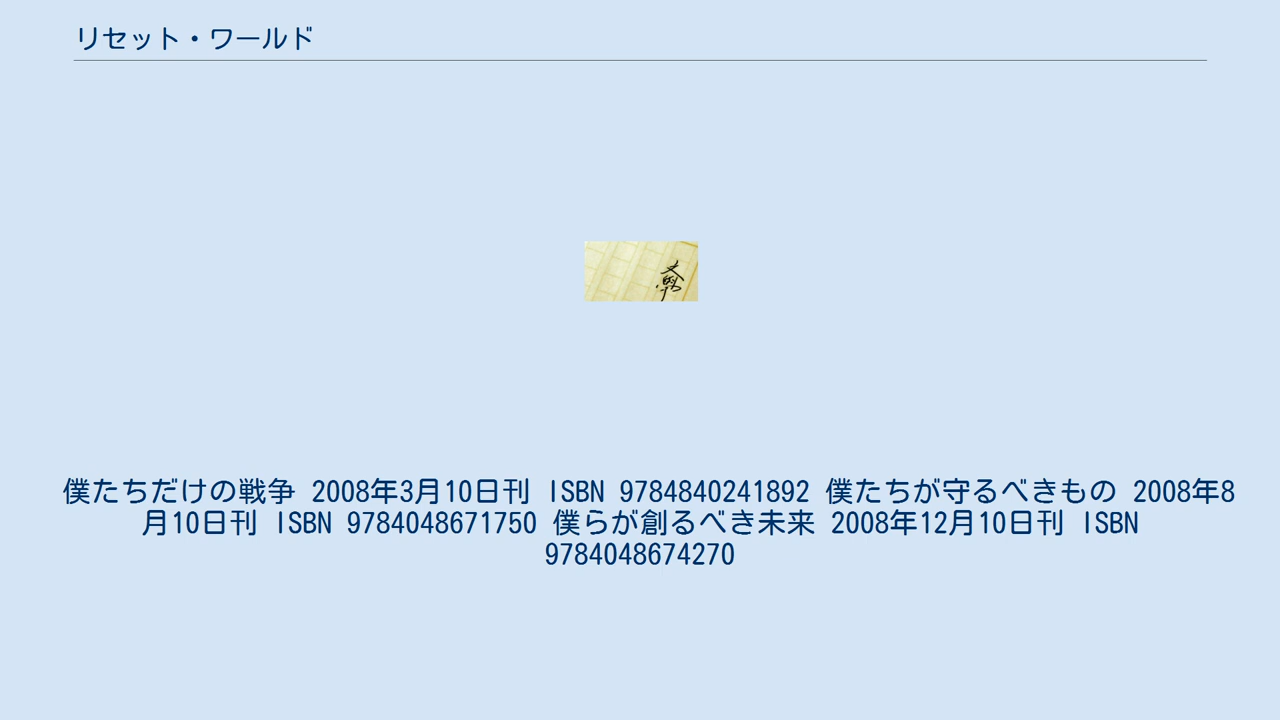 リセット・ワールド
僕たちだけの戦争 2008年3月10日刊 ISBN 9784840241892 僕たちが守るべきもの 2008年8
月10日刊 ISBN 9784048671750 僕らが創るべき未来 2008年12月10日刊 ISBN
9784048674270